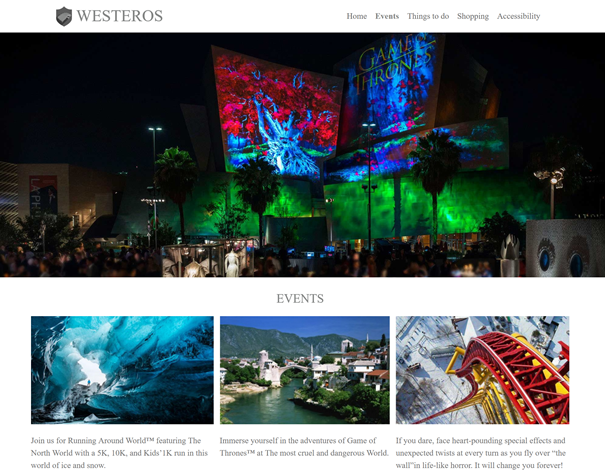 WESTEROS
Home Events Things to do Shopping Accessibility
GAME OF
THRONES
EVENTS
Join us for Running Around World™ featuring The
North World with a 5K, 10K, and Kids'1K run in this
world of ice and snow.
Immerse yourself in the adventures of Game of
Thrones™ at The most cruel and dangerous World.
If you dare, face heart-pounding special effects and
unexpected twists at every turn as you fly over “the
wall”in life-like horror. It will change you forever!